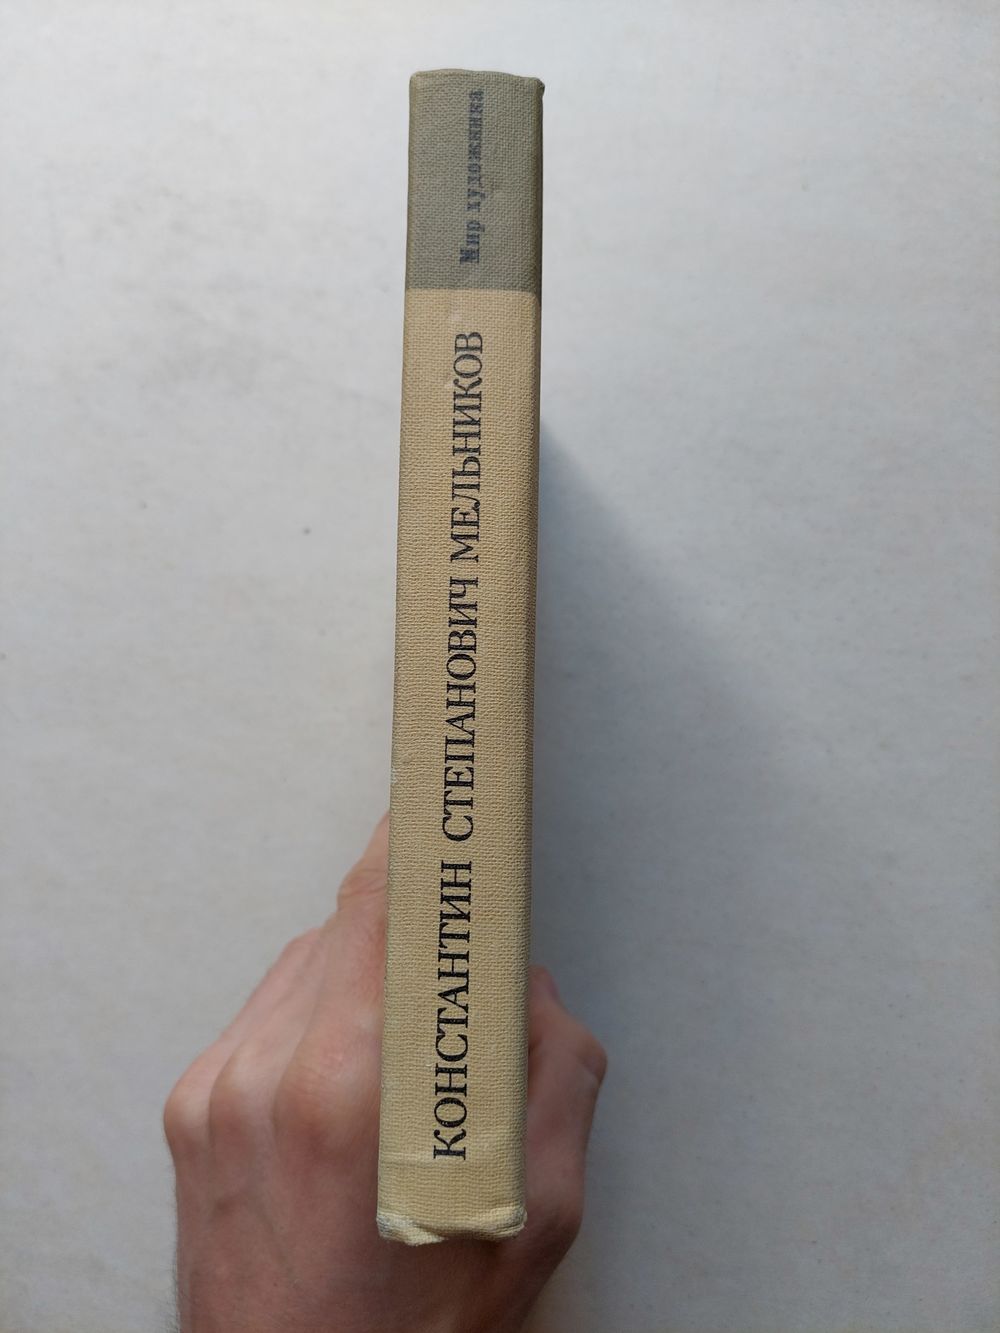 Мир художника
КОНСТАНТИН СТЕПАНОВИЧ МЕЛЬНИКОВ